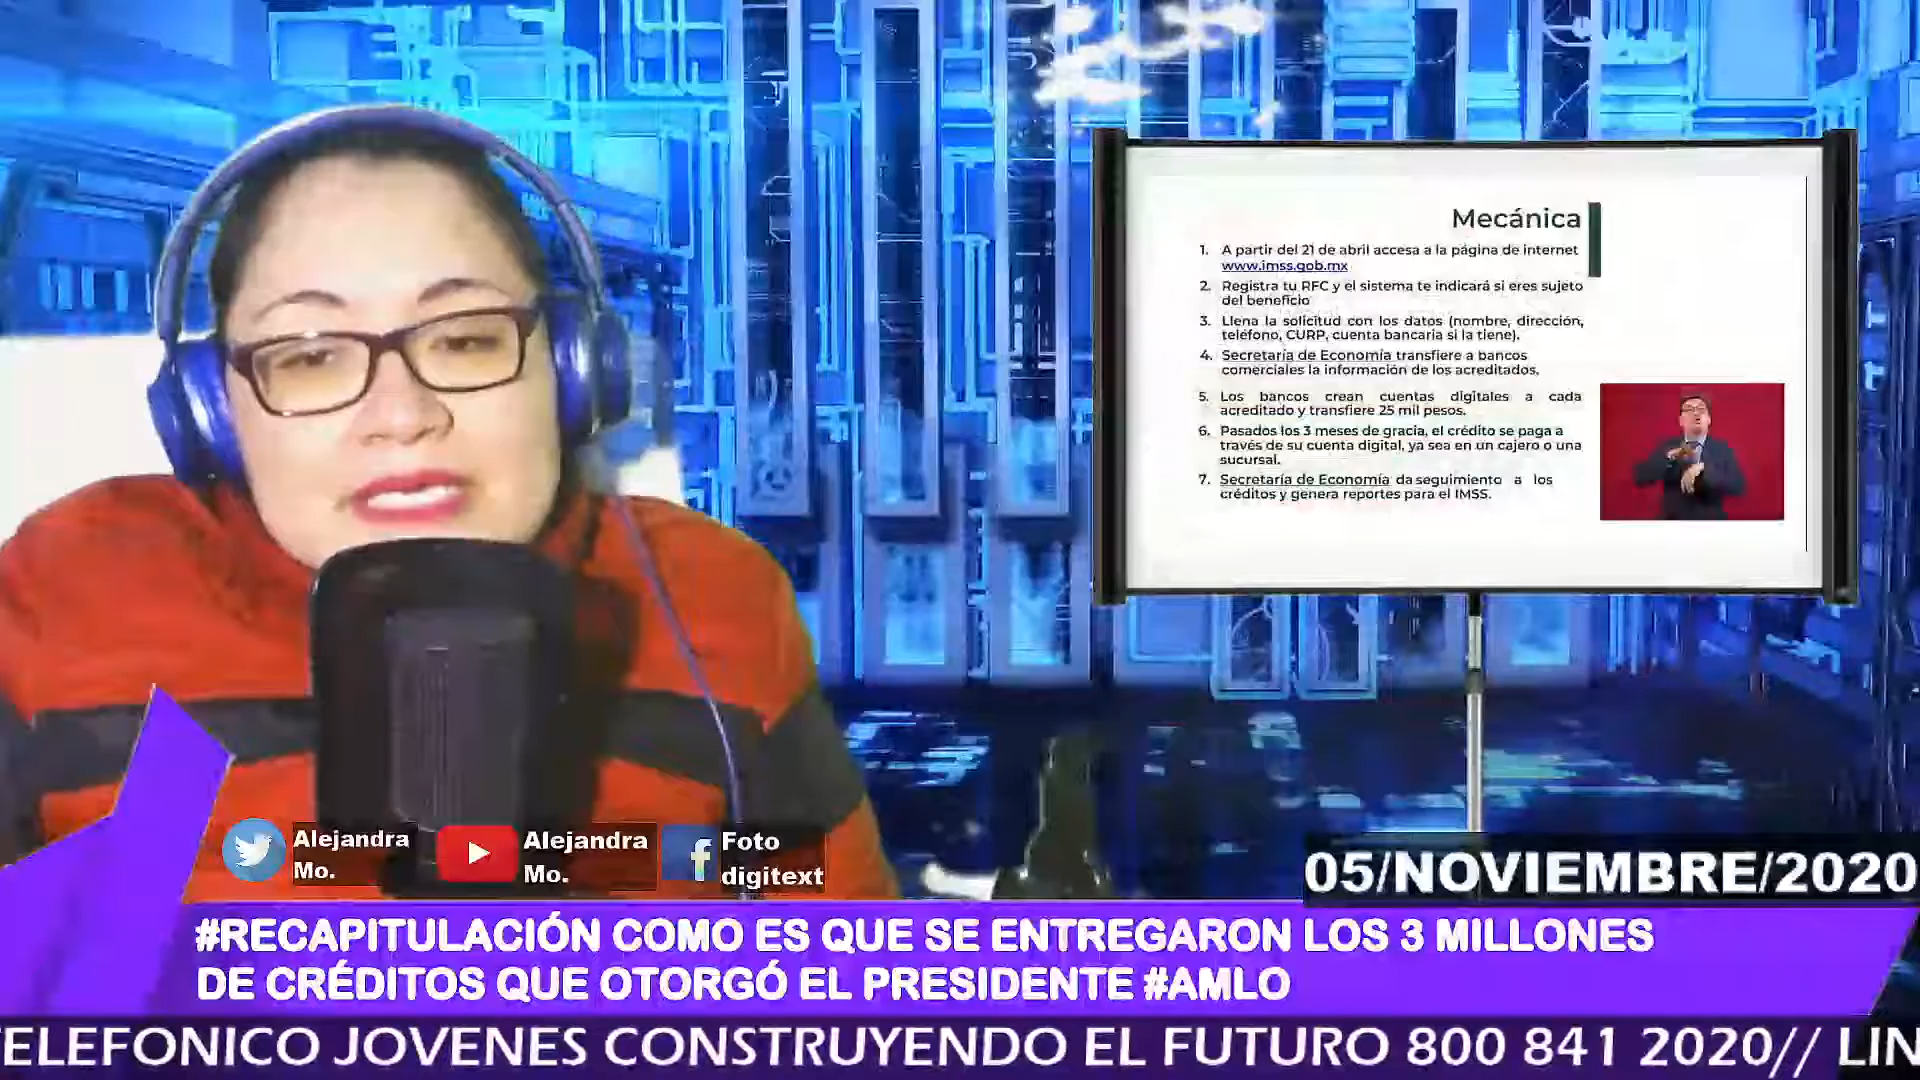 Mecánica
1. A partir del 21 de abril accesa a la página de internet
www.imss.gob.mx
2. Registra tu RFC y el sistema te indicará si eres sujeto
del beneficio
3. Llena la solicitud con los datos (nombre, dirección,
teléfono, CURP, cuenta bancaria si la tiene).
4. Secretaría de Economía transfiere a bancos
comerciales la información de los acreditados.
5. Los bancos crean cuentas digitales a cada
acreditado y transfiere 25 mil pesos.
6. Pasados los 3 meses de gracia, el crédito se paga a
través de su cuenta digital, ya sea en un cajero o una
sucursal.
7. Secretaría de Economía da seguimiento a los
créditos y genera reportes para el IMSS.
Alejandra
Mo.
Alejandra
Mo.
Foto
digitext
05/NOVIEMBRE/2020
#RECAPITULACIÓN COMO ES QUE SE ENTREGARON LOS 3 MILLONES
DE CRÉDITOS QUE OTORGÓ EL PRESIDENTE #AMLO
TELEFONICO JOVENES CONSTRUYENDO EL FUTURO 800 841 2020// LIN